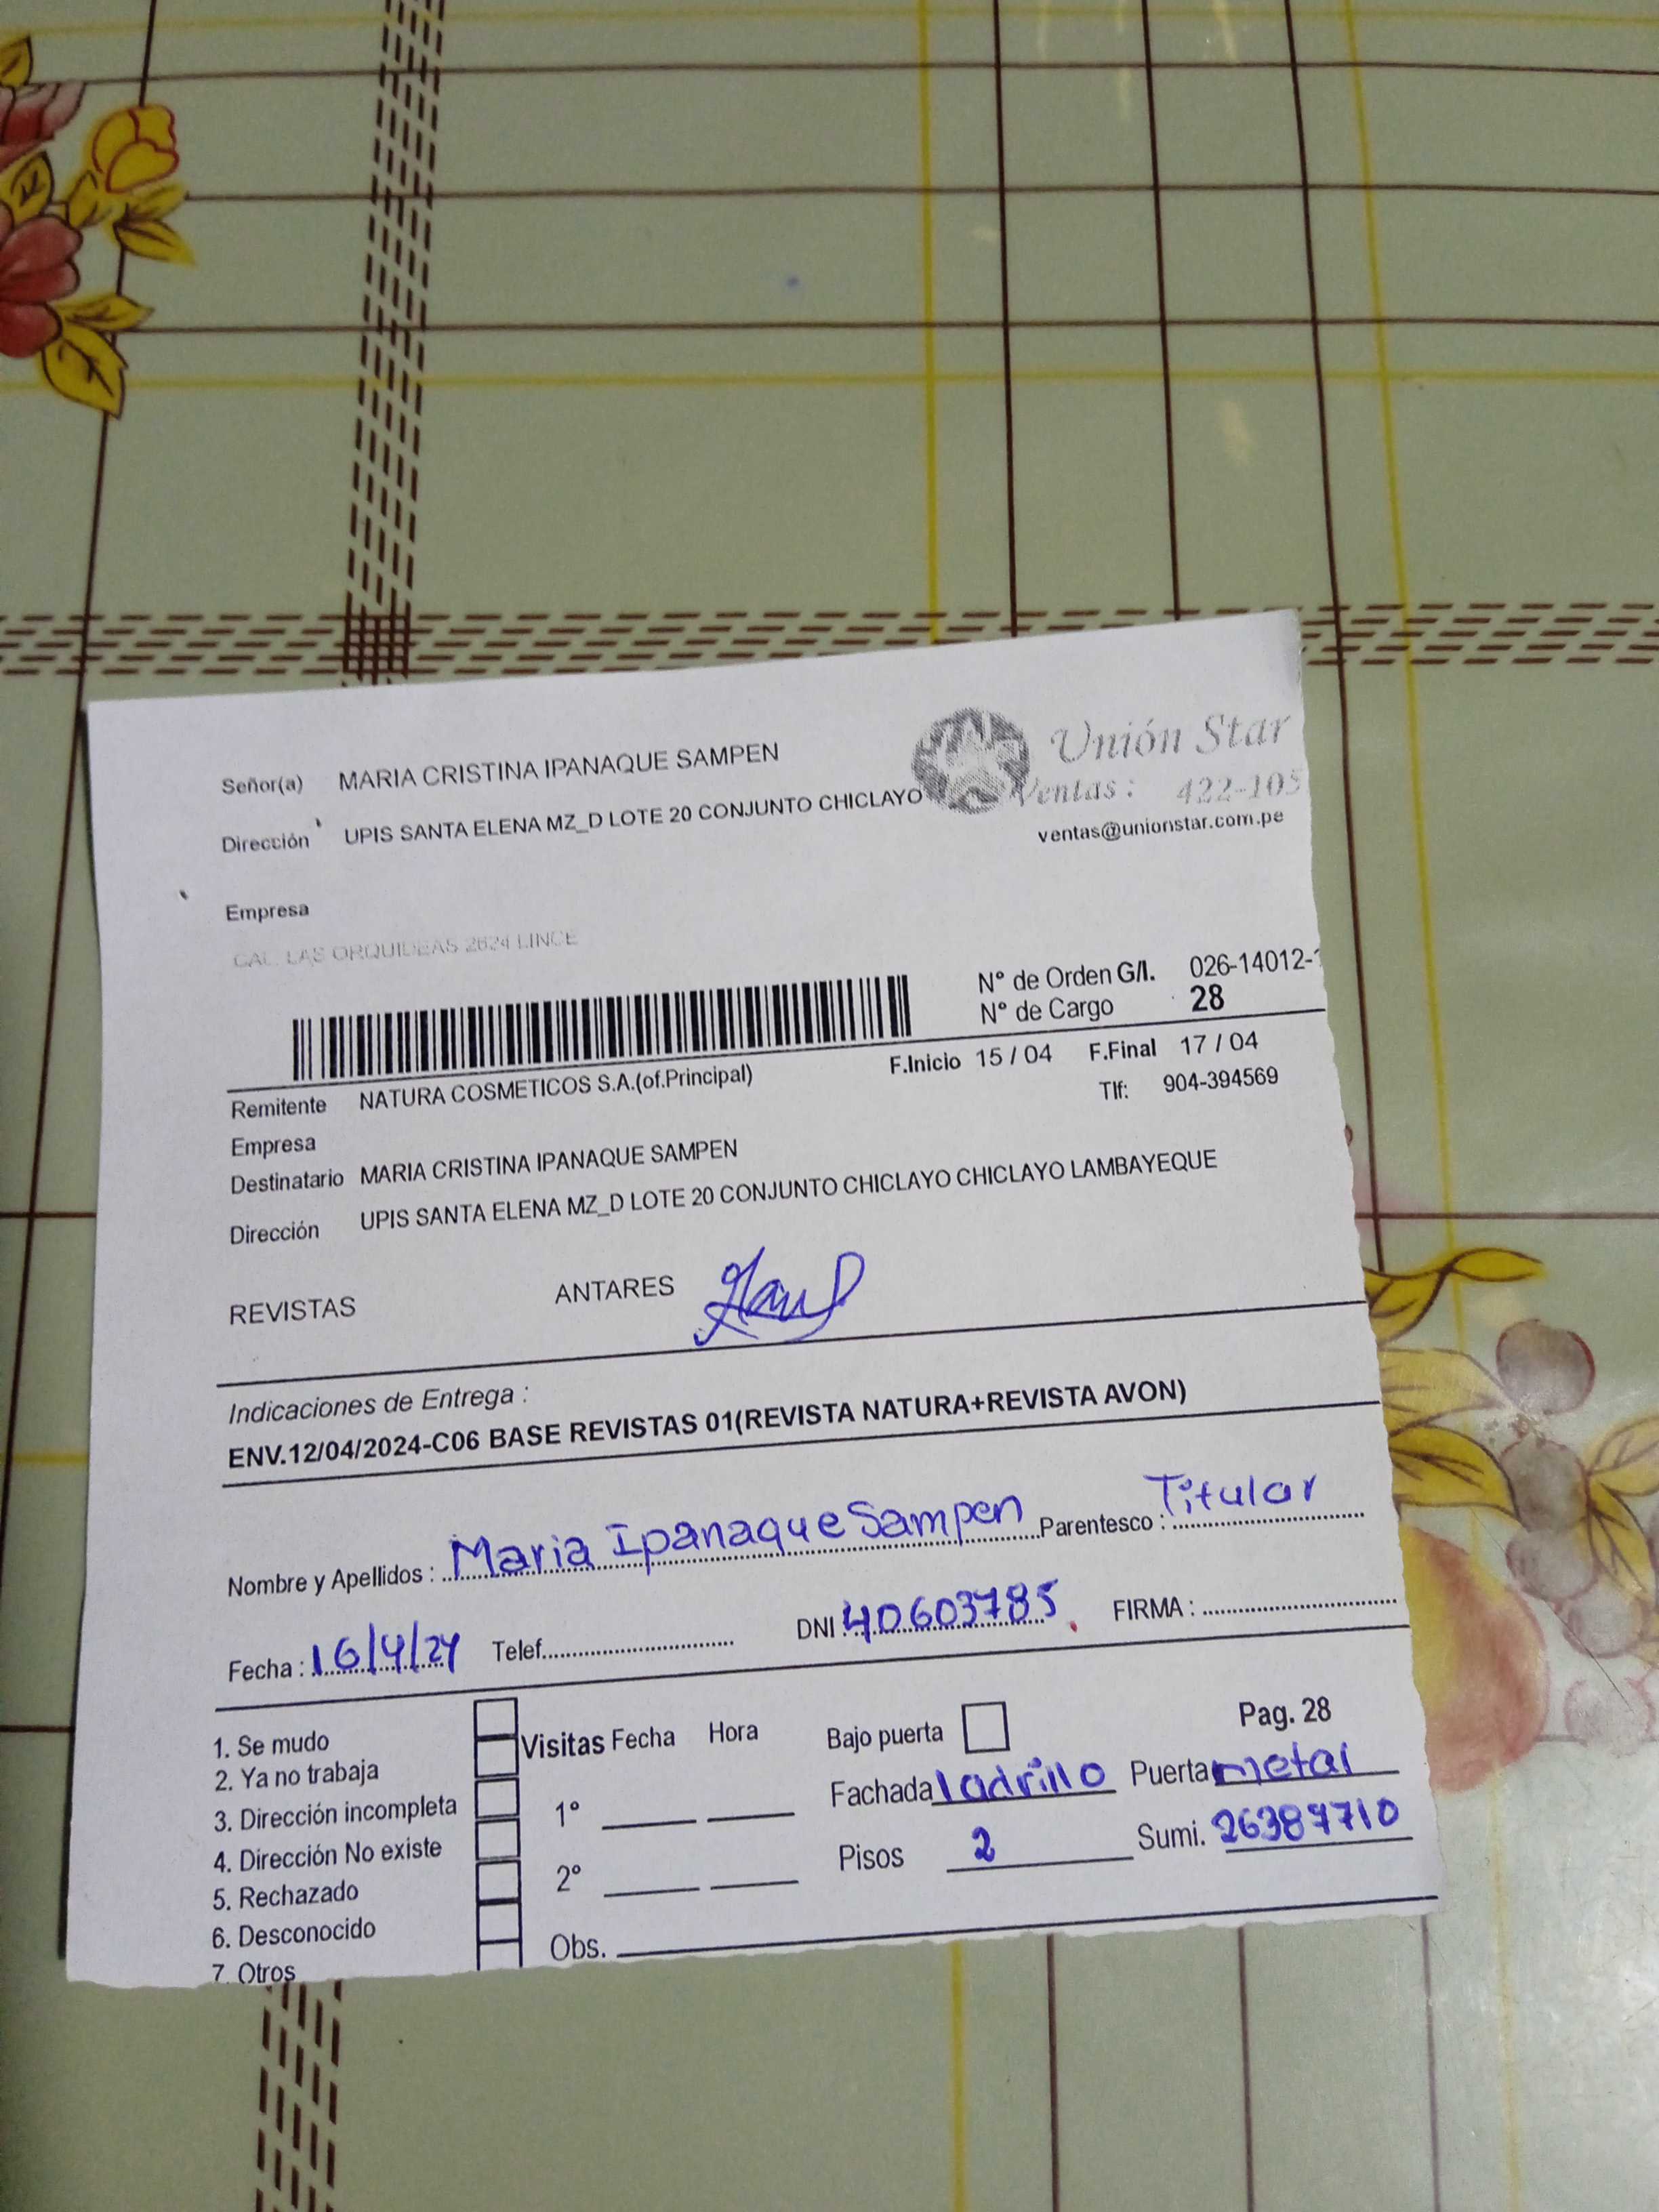 Unión Star
Señor(a) MARIA CRISTINA IPANAQUE SAMPEN
Ventas: 422-105
Dirección UPIS SANTA ELENA MZ_D LOTE 20 CONJUNTO CHICLAYO
ventas@unionstar.com.pe
Empresa
CAL. LAS ORQUIDEAS 2624 LINCE
N° de Orden G/I. 026-14012-
N° de Cargo 28
F.Inicio 15 / 04 F.Final 17 / 04
Remitente NATURA COSMETICOS S.A.(of.Principal)
Tlf: 904-394569
Empresa
Destinatario MARIA CRISTINA IPANAQUE SAMPEN
Dirección UPIS SANTA ELENA MZ_D LOTE 20 CONJUNTO CHICLAYO CHICLAYO LAMBAYEQUE
REVISTAS ANTARES
Indicaciones de Entrega :
ENV.12/04/2024-C06 BASE REVISTAS 01(REVISTA NATURA+REVISTA AVON)
Nombre y Apellidos : Maria Ipanaque Sampen Parentesco : Titular
Fecha : 16/4/24 Telef. DNI : 40603785 FIRMA :
1. Se mudo
2. Ya no trabaja
3. Dirección incompleta
4. Dirección No existe
5. Rechazado
6. Desconocido
7. Otros
Visitas Fecha Hora
1°
2°
Obs.
Bajo puerta Pag. 28
Fachada ladrillo Puerta metal
Pisos 2 Sumi. 26387710